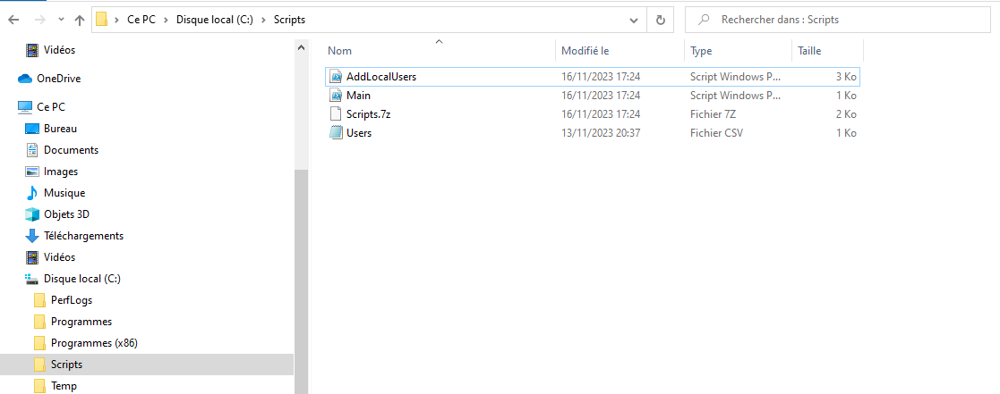 Ce PC > Disque local (C:) > Scripts
Rechercher dans : Scripts
Vidéos
OneDrive
Ce PC
Bureau
Documents
Images
Musique
Objets 3D
Téléchargements
Vidéos
Disque local (C:)
PerfLogs
Programmes
Programmes (x86)
Scripts
Temp
Nom Modifié le Type Taille
AddLocalUsers 16/11/2023 17:24 Script Windows P... 3 Ko
Main 16/11/2023 17:24 Script Windows P... 1 Ko
Scripts.7z 16/11/2023 17:24 Fichier 7Z 2 Ko
Users 13/11/2023 20:37 Fichier CSV 1 Ko